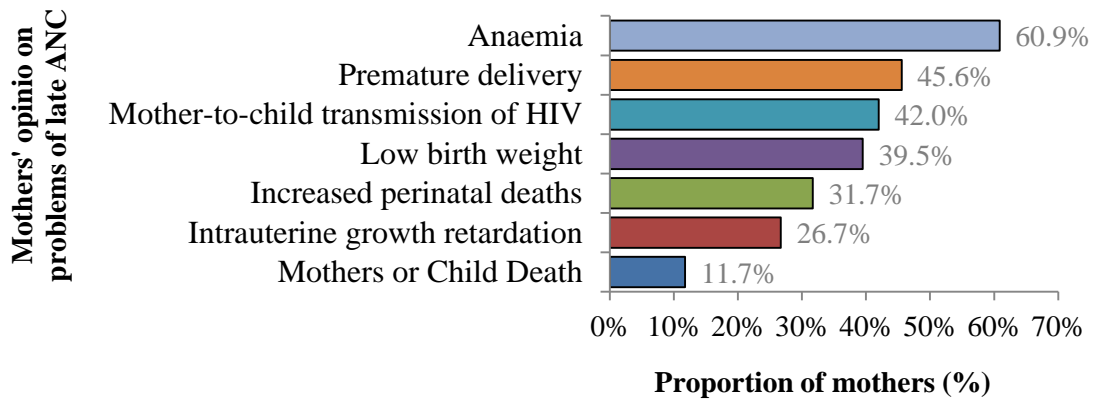 Mothers' opinio on
problems of late ANC
Anaemia 60.9%
Premature delivery 45.6%
Mother-to-child transmission of HIV 42.0%
Low birth weight 39.5%
Increased perinatal deaths 31.7%
Intrauterine growth retardation 26.7%
Mothers or Child Death 11.7%
0% 10% 20% 30% 40% 50% 60% 70%
Proportion of mothers (%)